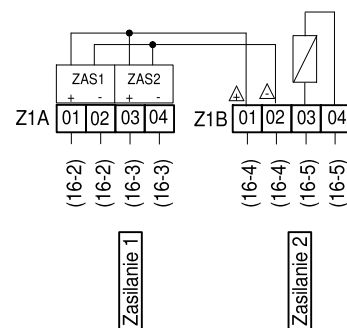 ZAS1 ZAS2
+ - + - + -
Z1A 01 02 03 04 Z1B 01 02 03 04
(16-2) (16-2) (16-3) (16-3) (16-4) (16-4) (16-5) (16-5)
Zasilanie 1 Zasilanie 2